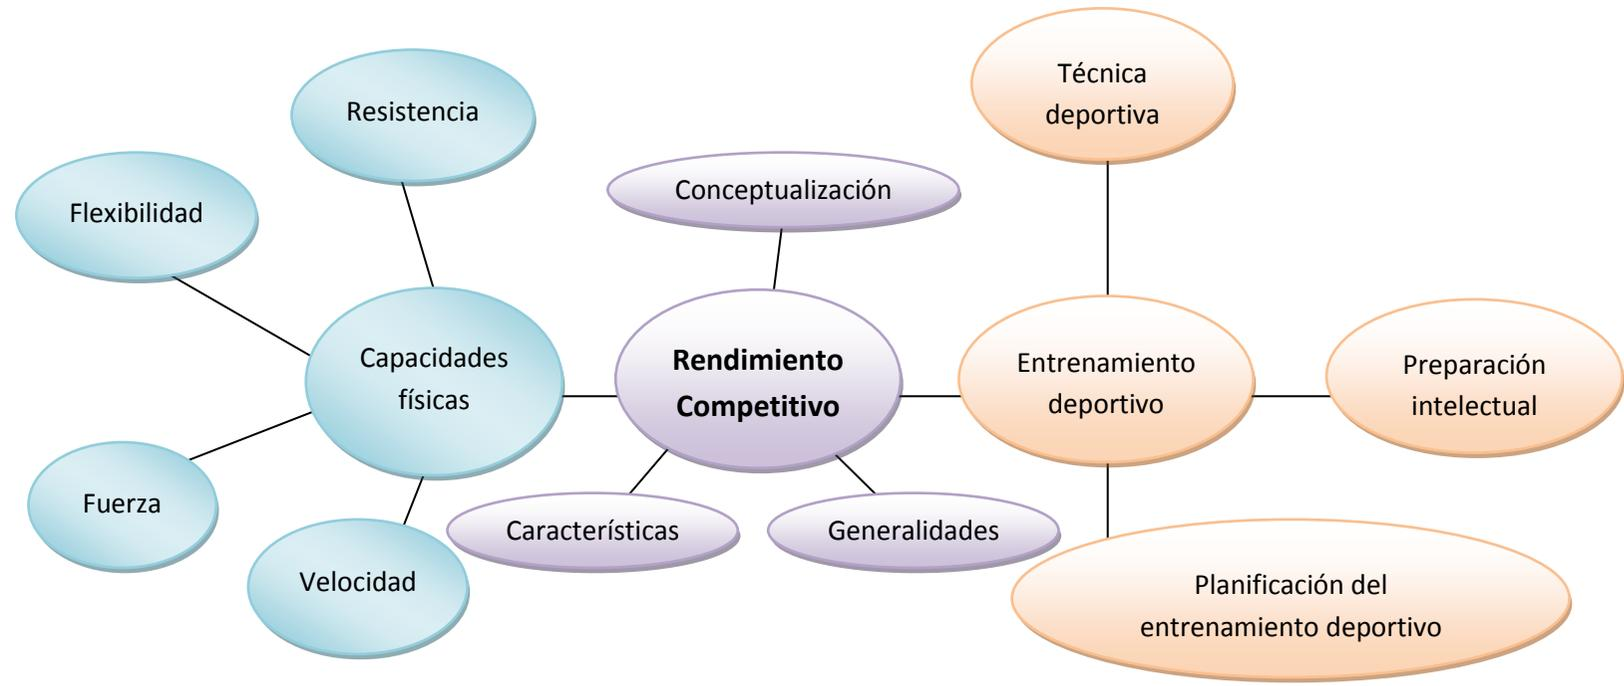 Técnica
deportiva
Resistencia
Conceptualización
Flexibilidad
Capacidades
físicas
Rendimiento
Competitivo
Entrenamiento
deportivo
Preparación
intelectual
Fuerza
Características
Generalidades
Velocidad
Planificación del
entrenamiento deportivo